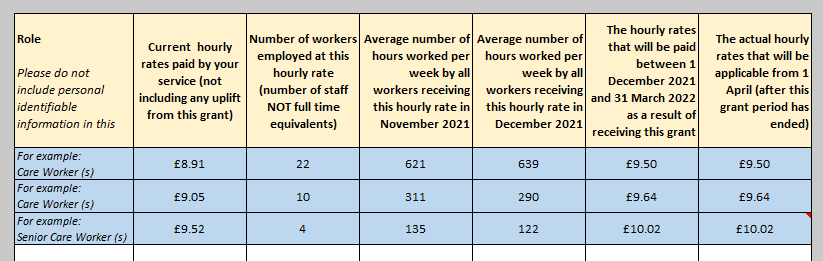 Role
Please do not
include personal
identifiable
information in this
Current hourly
rates paid by your
service (not
including any uplift
from this grant)
Number of workers
employed at this
hourly rate
(number of staff
NOT full time
equivalents)
Average number of
hours worked per
week by all
workers receiving
this hourly rate in
November 2021
Average number of
hours worked per
week by all
workers receiving
this hourly rate in
December 2021
The hourly rates
that will be paid
between 1
December 2021
and 31 March 2022
as a result of
receiving this grant
The actual hourly
rates that will be
applicable from 1
April (after this
grant period has
ended)
For example:
Care Worker (s)
£8.91
22
621
639
£9.50
£9.50
For example:
Care Worker (s)
£9.05
10
311
290
£9.64
£9.64
For example:
Senior Care Worker (s)
£9.52
4
135
122
£10.02
£10.02